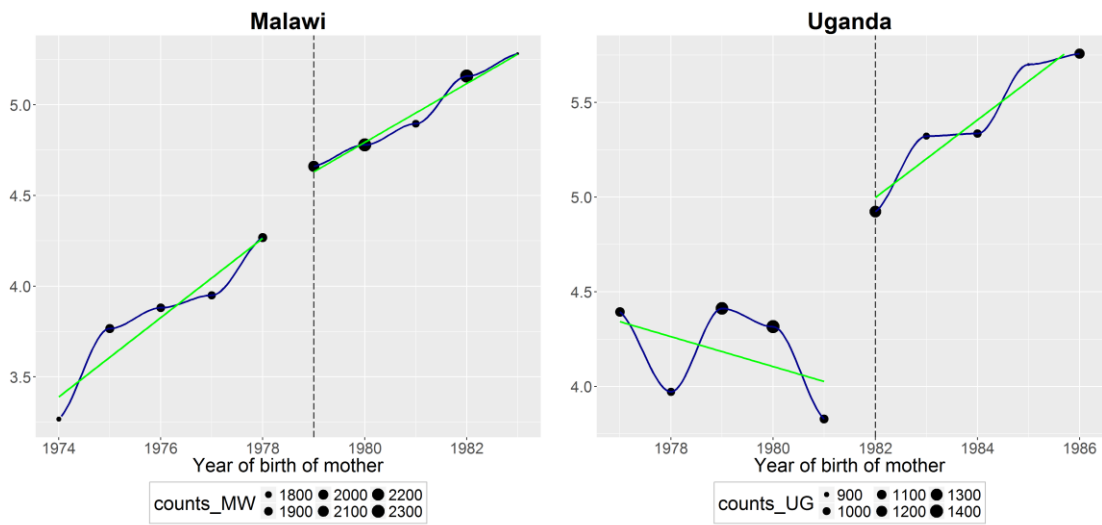 Malawi
5.0
4.5
4.0
3.5
1974 1976 1978 1980 1982
Year of birth of mother
counts_MW 1800 2000 2200
1900 2100 2300
Uganda
5.5
5.0
4.5
4.0
1978 1980 1982 1984 1986
Year of birth of mother
counts_UG 900 1100 1300
1000 1200 1400